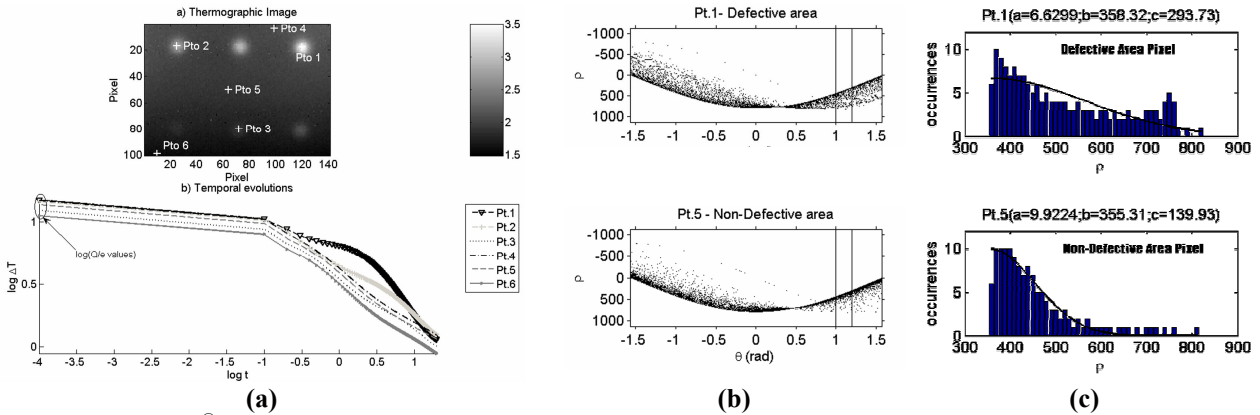 a) Thermographic Image
Pto 4
Pto 2
Pto 1
Pto 5
Pto 3
Pto 6
20
40
60
80
100
Pixel
20 40 60 80 100 120 140
Pixel
3.5
3
2.5
2
1.5
b) Temporal evolutions
log(Q/e values)
log ΔT
1
0.5
0
-4 -3.5 -3 -2.5 -2 -1.5 -1 -0.5 0 0.5 1
log t
Pt.1
Pt.2
Pt.3
Pt.4
Pt.5
Pt.6
(a)
Pt.1- Defective area
ρ
-1000
-500
0
500
1000
-1.5 -1 -0.5 0 0.5 1 1.5
Pt.5 - Non-Defective area
ρ
-1000
-500
0
500
1000
-1.5 -1 -0.5 0 0.5 1 1.5
θ (rad)
(b)
Pt.1(a=6.6299;b=358.32;c=293.73)
Defective Area Pixel
occurrences
10
5
0
300 400 500 600 700 800 900
ρ
Pt.5(a=9.9224;b=355.31;c=139.93)
Non-Defective Area Pixel
occurrences
10
5
0
300 400 500 600 700 800 900
ρ
(c)